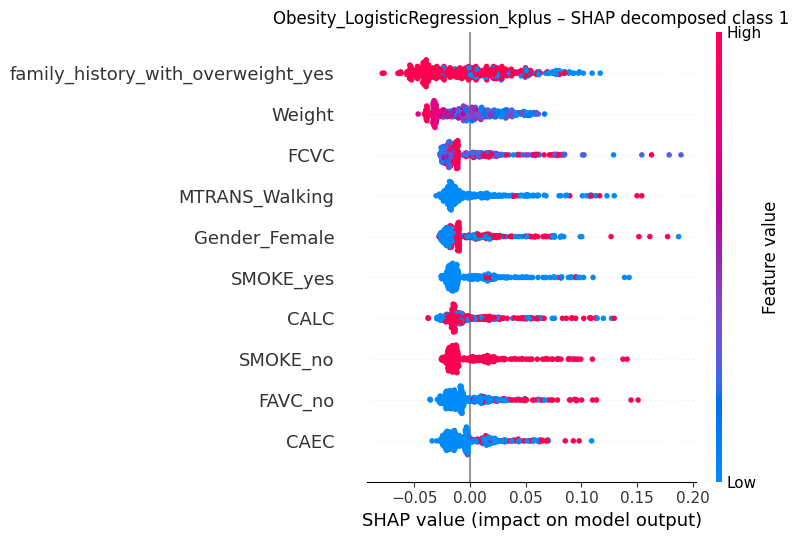 Obesity_LogisticRegression_kplus – SHAP decomposed class 1
High
family_history_with_overweight_yes
Weight
FCVC
MTRANS_Walking
Gender_Female
SMOKE_yes
CALC
SMOKE_no
FAVC_no
CAEC
Feature value
Low
−0.05 0.00 0.05 0.10 0.15 0.20
SHAP value (impact on model output)